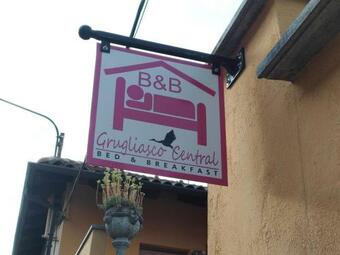 B&B
Grugliasco Central
BED & BREAKFAST